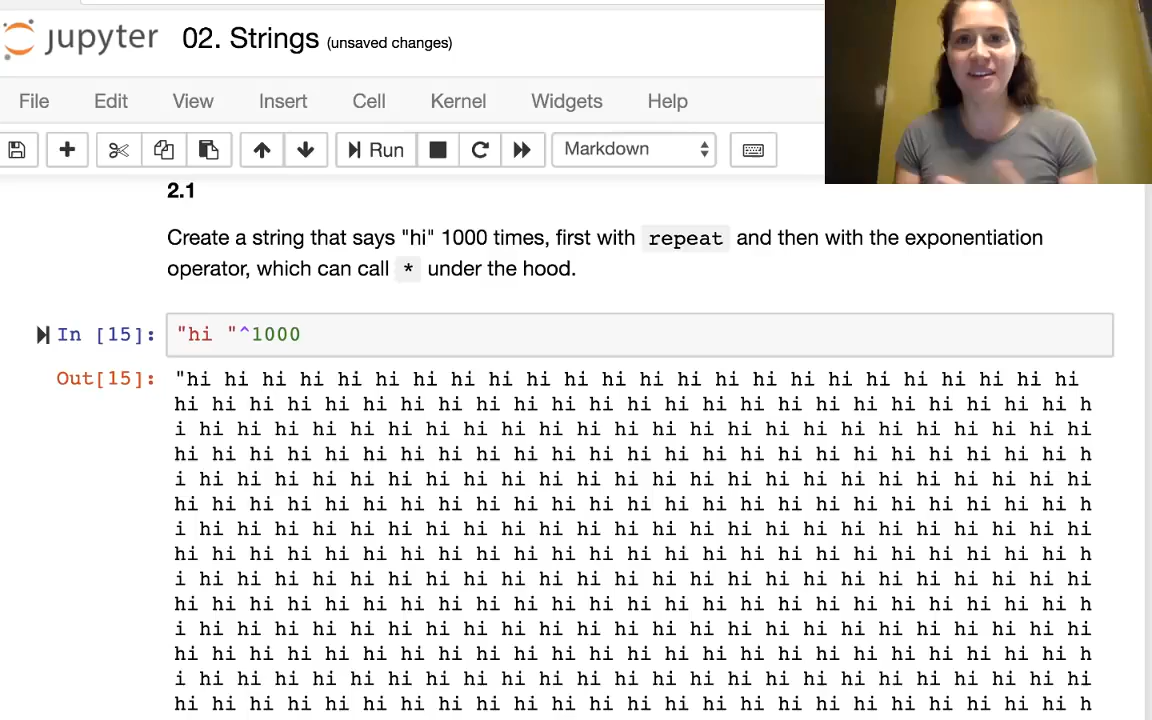 jupyter 02. Strings (unsaved changes)
File Edit View Insert Cell Kernel Widgets Help
Run Markdown
2.1
Create a string that says "hi" 1000 times, first with repeat and then with the exponentiation
operator, which can call * under the hood.
In [15]: "hi "^1000
Out[15]: "hi hi hi hi hi hi hi hi hi hi hi hi hi hi hi hi hi hi hi hi hi hi hi hi
hi hi hi hi hi hi hi hi hi hi hi hi hi hi hi hi hi hi hi hi hi hi hi hi h
i hi hi hi hi hi hi hi hi hi hi hi hi hi hi hi hi hi hi hi hi hi hi hi hi
hi hi hi hi hi hi hi hi hi hi hi hi hi hi hi hi hi hi hi hi hi hi hi hi h
i hi hi hi hi hi hi hi hi hi hi hi hi hi hi hi hi hi hi hi hi hi hi hi hi
hi hi hi hi hi hi hi hi hi hi hi hi hi hi hi hi hi hi hi hi hi hi hi hi h
i hi hi hi hi hi hi hi hi hi hi hi hi hi hi hi hi hi hi hi hi hi hi hi hi
hi hi hi hi hi hi hi hi hi hi hi hi hi hi hi hi hi hi hi hi hi hi hi hi h
i hi hi hi hi hi hi hi hi hi hi hi hi hi hi hi hi hi hi hi hi hi hi hi hi
hi hi hi hi hi hi hi hi hi hi hi hi hi hi hi hi hi hi hi hi hi hi hi hi h
i hi hi hi hi hi hi hi hi hi hi hi hi hi hi hi hi hi hi hi hi hi hi hi hi
hi hi hi hi hi hi hi hi hi hi hi hi hi hi hi hi hi hi hi hi hi hi hi hi h
i hi hi hi hi hi hi hi hi hi hi hi hi hi hi hi hi hi hi hi hi hi hi hi hi
hi hi hi hi hi hi hi hi hi hi hi hi hi hi hi hi hi hi hi hi hi hi hi hi h